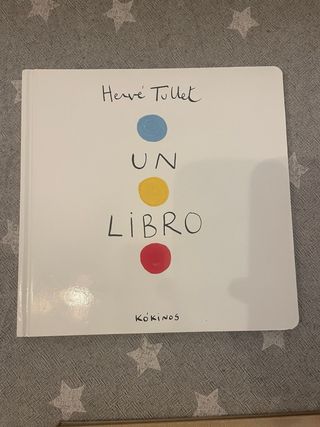 Hervé Tullet
UN
LiBRO
KÓKINOS